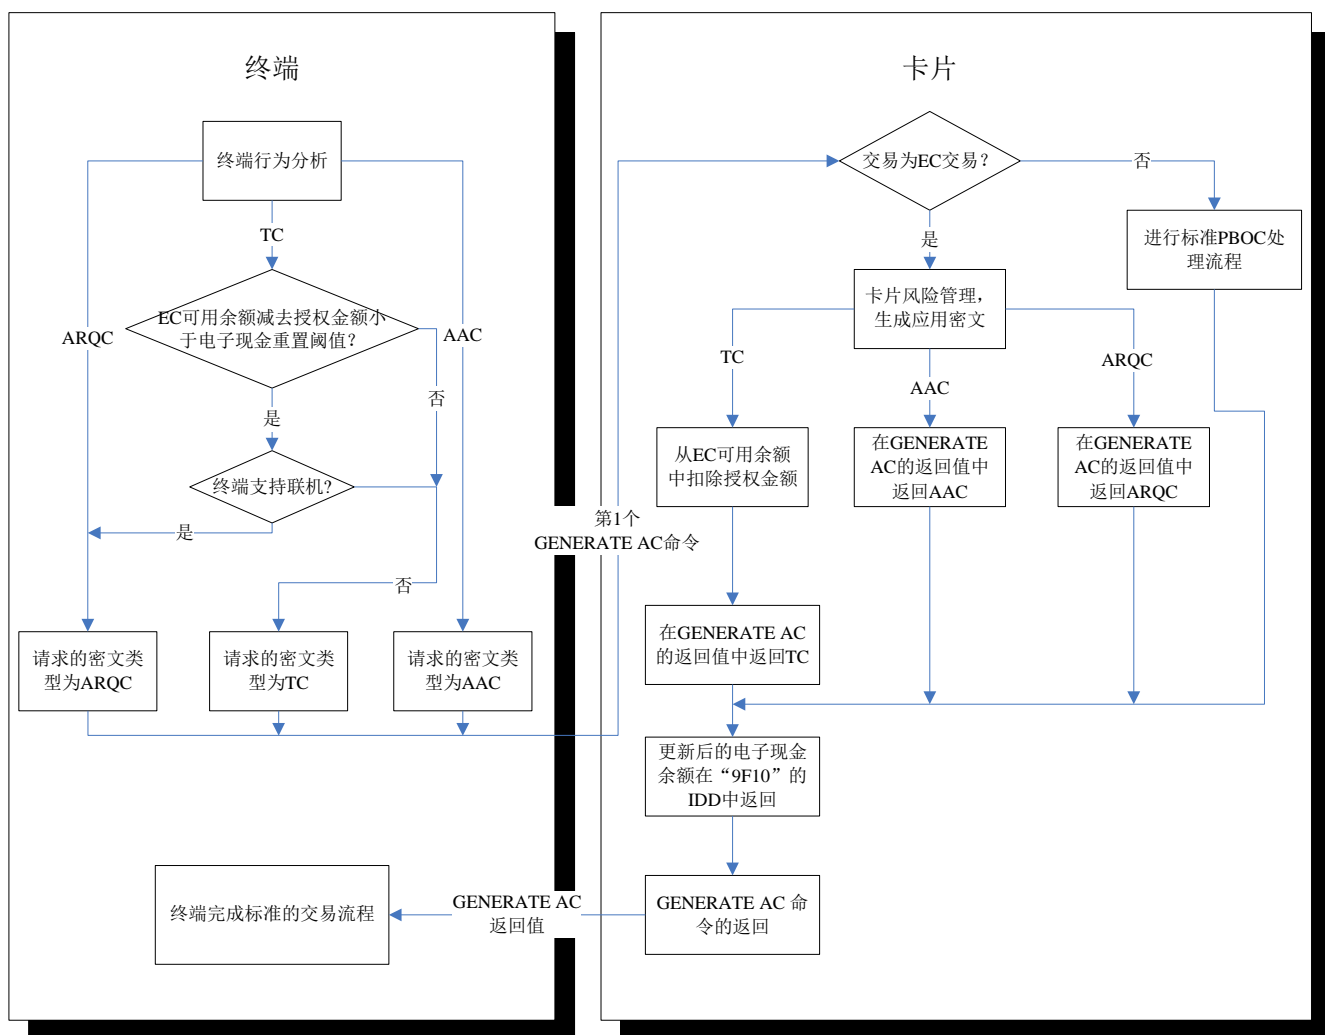 终端
终端行为分析
TC
ARQC
AAC
EC可用余额减去授权金额小
于电子现金重置阈值？
否
是
终端支持联机?
是
否
请求的密文类
型为ARQC
请求的密文类
型为TC
请求的密文类
型为AAC
终端完成标准的交易流程
第1个
GENERATE AC命令
GENERATE AC
返回值
卡片
交易为EC交易？
否
是
进行标准PBOC处
理流程
卡片风险管理，
生成应用密文
TC
AAC
ARQC
从EC可用余额
中扣除授权金额
在GENERATE
AC的返回值中
返回AAC
在GENERATE
AC的返回值中
返回ARQC
在GENERATE AC
的返回值中返回TC
更新后的电子现金
余额在“9F10”的
IDD中返回
GENERATE AC 命
令的返回